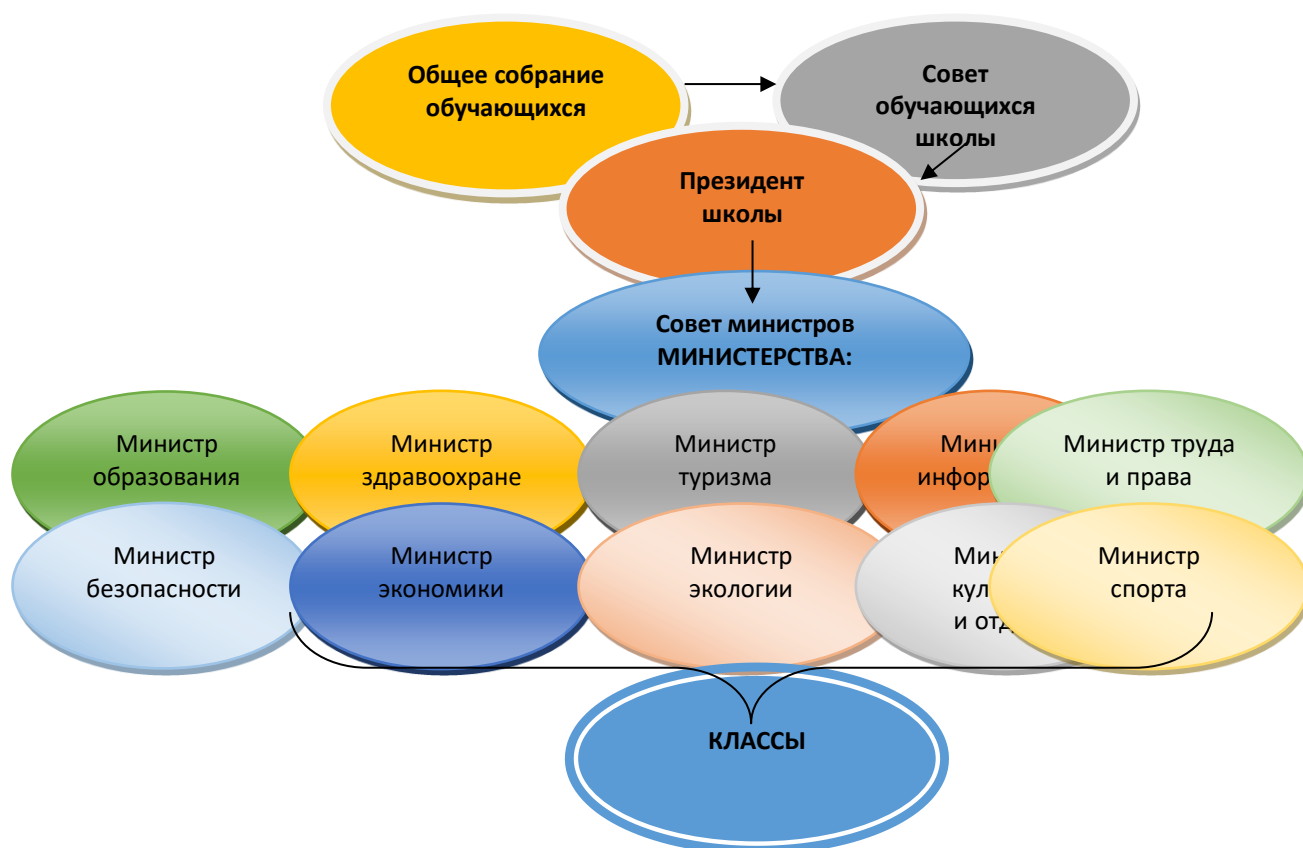 Общее собрание
обучающихся
Совет
обучающихся
школы
Президент
школы
Совет министров
МИНИСТЕРСТВА:
Министр
образования
Министр
здравоохране
Министр
туризма
Министр труда
и права
Министр
безопасности
Министр
экономики
Министр
экологии
Министр
спорта
КЛАССЫ